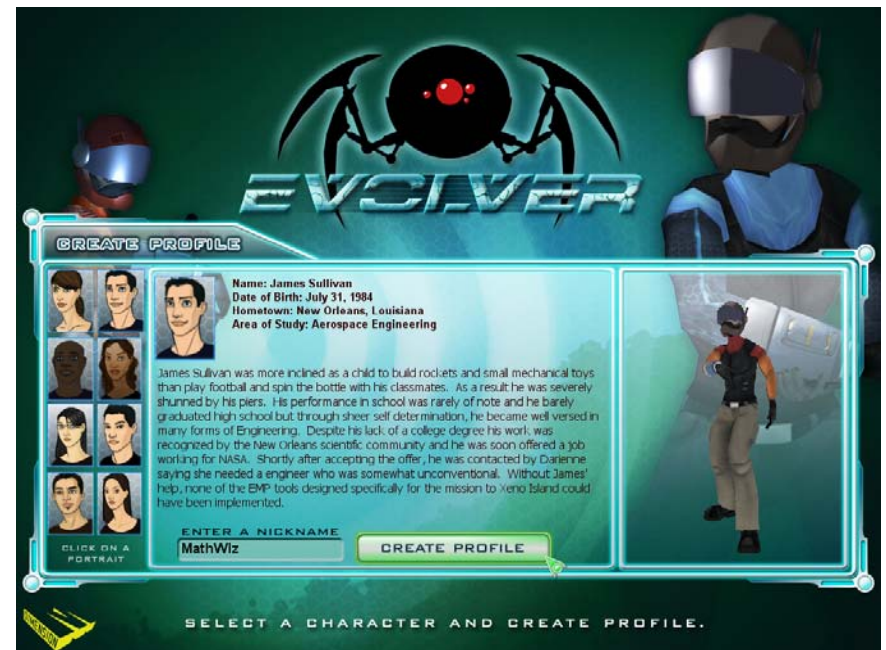 EVOLVER
CREATE PROFILE
Name: James Sullivan
Date of Birth: July 31, 1984
Hometown: New Orleans, Louisiana
Area of Study: Aerospace Engineering
James Sullivan was more inclined as a child to build rockets and small mechanical toys
than play football and spin the bottle with his classmates. As a result he was severely
shunned by his piers. His performance in school was rarely of note and he barely
graduated high school but through sheer self determination, he became well versed in
many forms of Engineering. Despite his lack of a college degree his work was
recognized by the New Orleans scientific community and he was soon offered a job
working for NASA. Shortly after accepting the offer, he was contacted by Darienne
saying she needed a engineer who was somewhat unconventional. Without James'
help, none of the EMP tools designed specifically for the mission to Xeno Island could
have been implemented.
ENTER A NICKNAME
MathWiz
CREATE PROFILE
CLICK ON A
PORTRAIT
DIMENSION
SELECT A CHARACTER AND CREATE PROFILE.